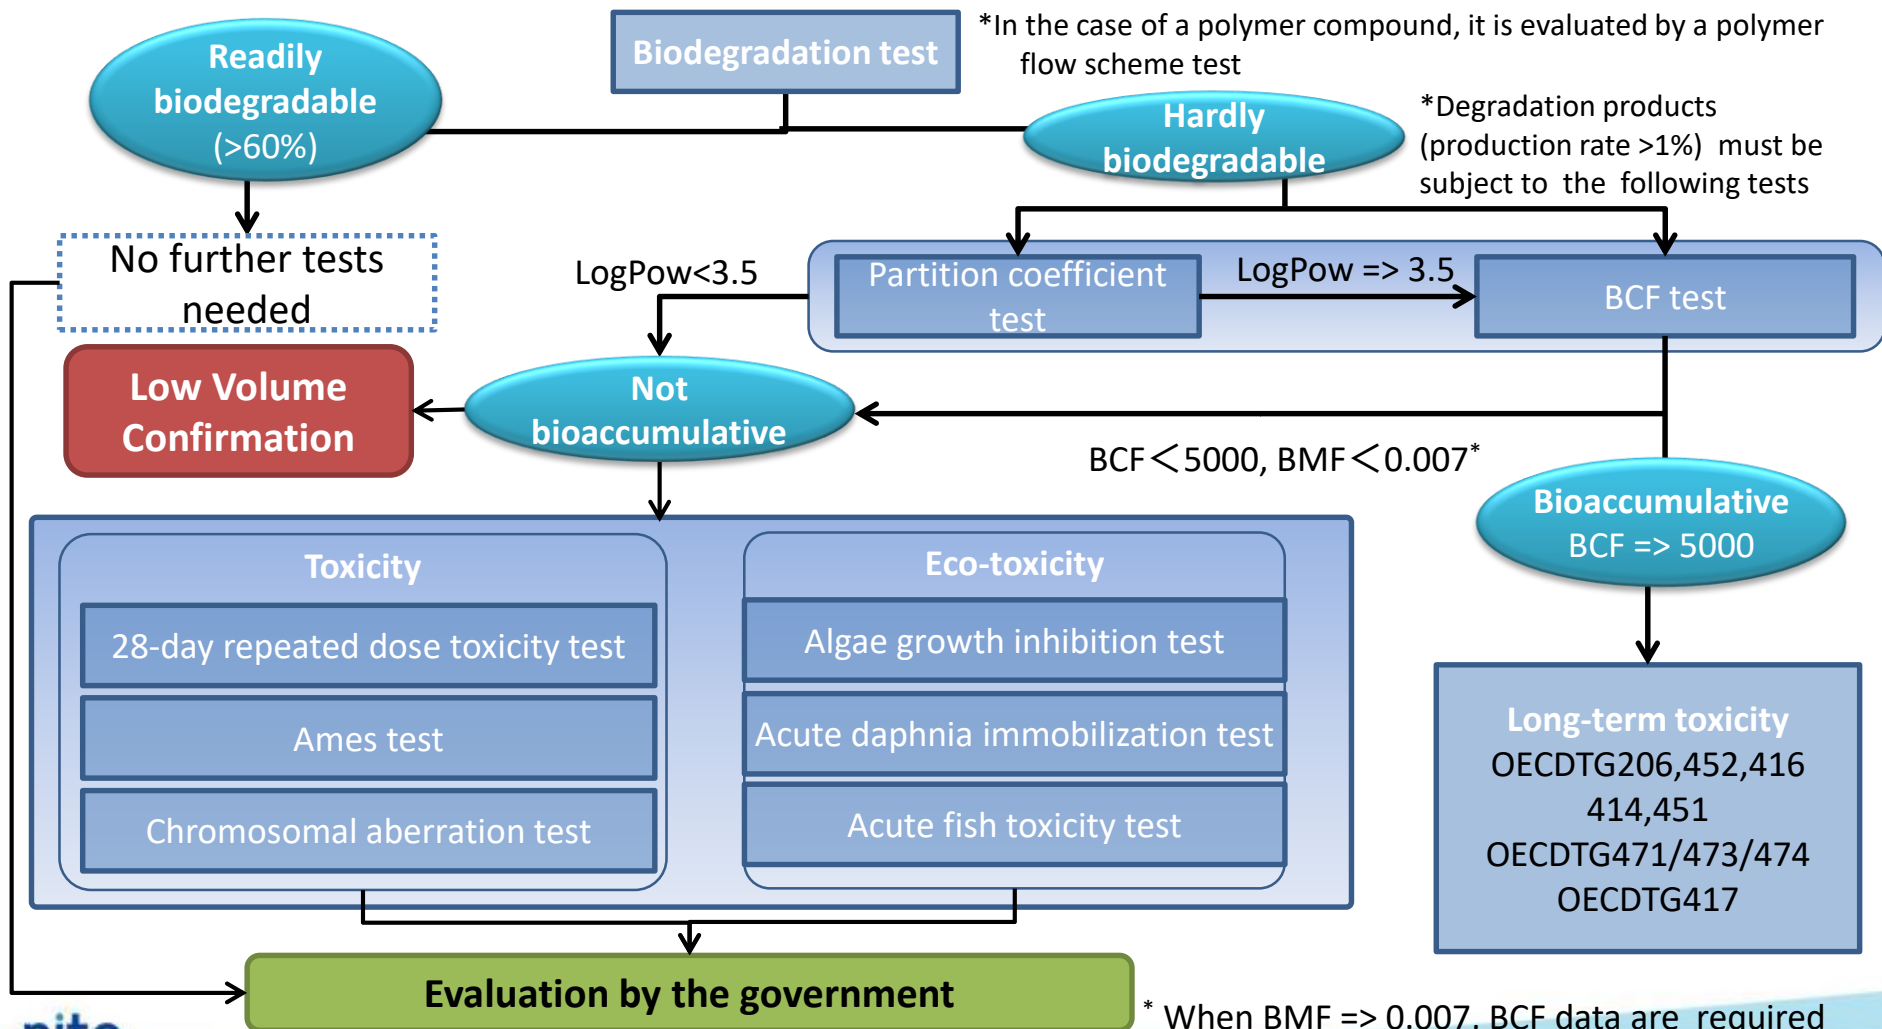 Biodegradation test
*In the case of a polymer compound, it is evaluated by a polymer
flow scheme test
Readily
biodegradable
(>60%)
Hardly
biodegradable
*Degradation products
(production rate >1%) must be
subject to the following tests
No further tests
needed
LogPow<3.5
Partition coefficient
test
LogPow => 3.5
BCF test
Low Volume
Confirmation
Not
bioaccumulative
BCF＜5000, BMF＜0.007*
Bioaccumulative
BCF => 5000
Toxicity
28-day repeated dose toxicity test
Ames test
Chromosomal aberration test
Eco-toxicity
Algae growth inhibition test
Acute daphnia immobilization test
Acute fish toxicity test
Long-term toxicity
OECDTG206,452,416
414,451
OECDTG471/473/474
OECDTG417
Evaluation by the government
* When BMF => 0.007, BCF data are required
nite